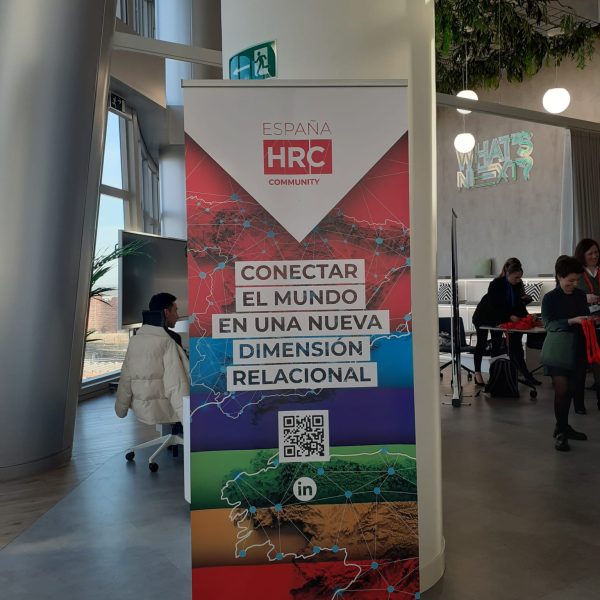 ESPAÑA
HRC
COMMUNITY
CONECTAR
EL MUNDO
EN UNA NUEVA
DIMENSIÓN
RELACIONAL
in
WHAT'S
NEXT?